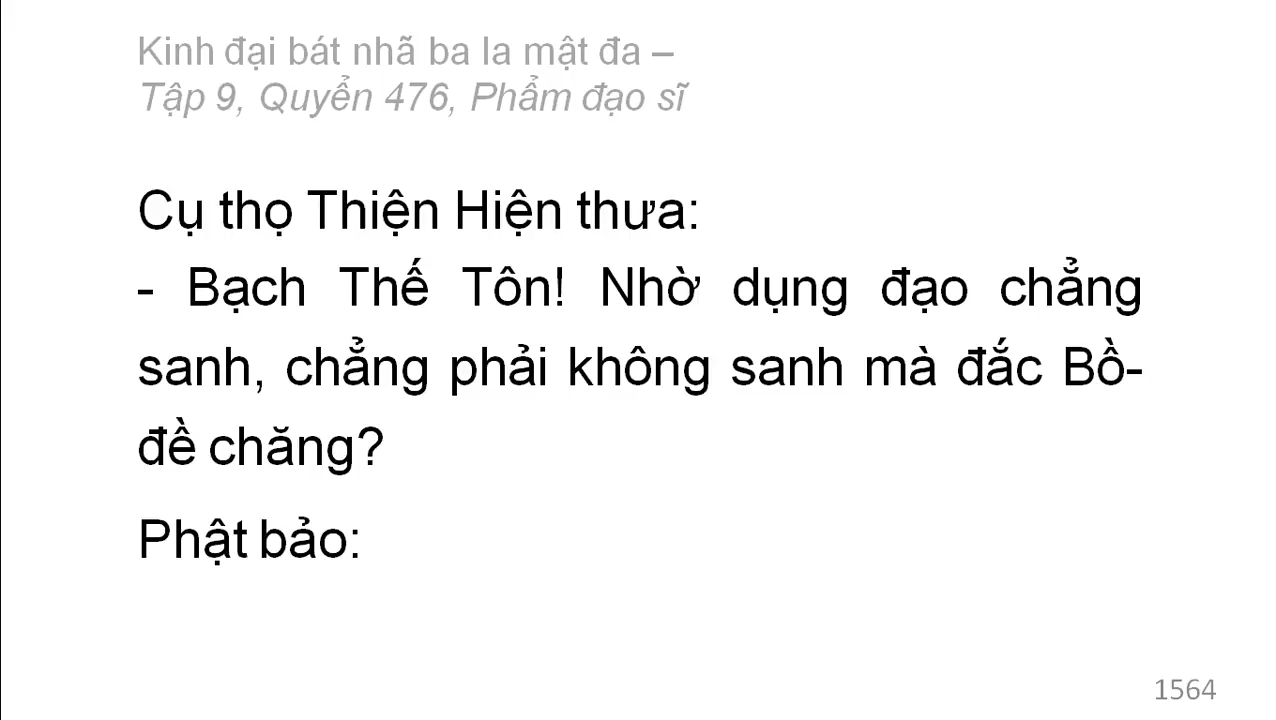 Kinh đại bát nhã ba la mật đa –
Tập 9, Quyển 476, Phẩm đạo sĩ
Cụ thọ Thiện Hiện thưa:
- Bạch Thế Tôn! Nhờ dụng đạo chẳng
sanh, chẳng phải không sanh mà đắc Bồ-
đề chăng?
Phật bảo:
1564